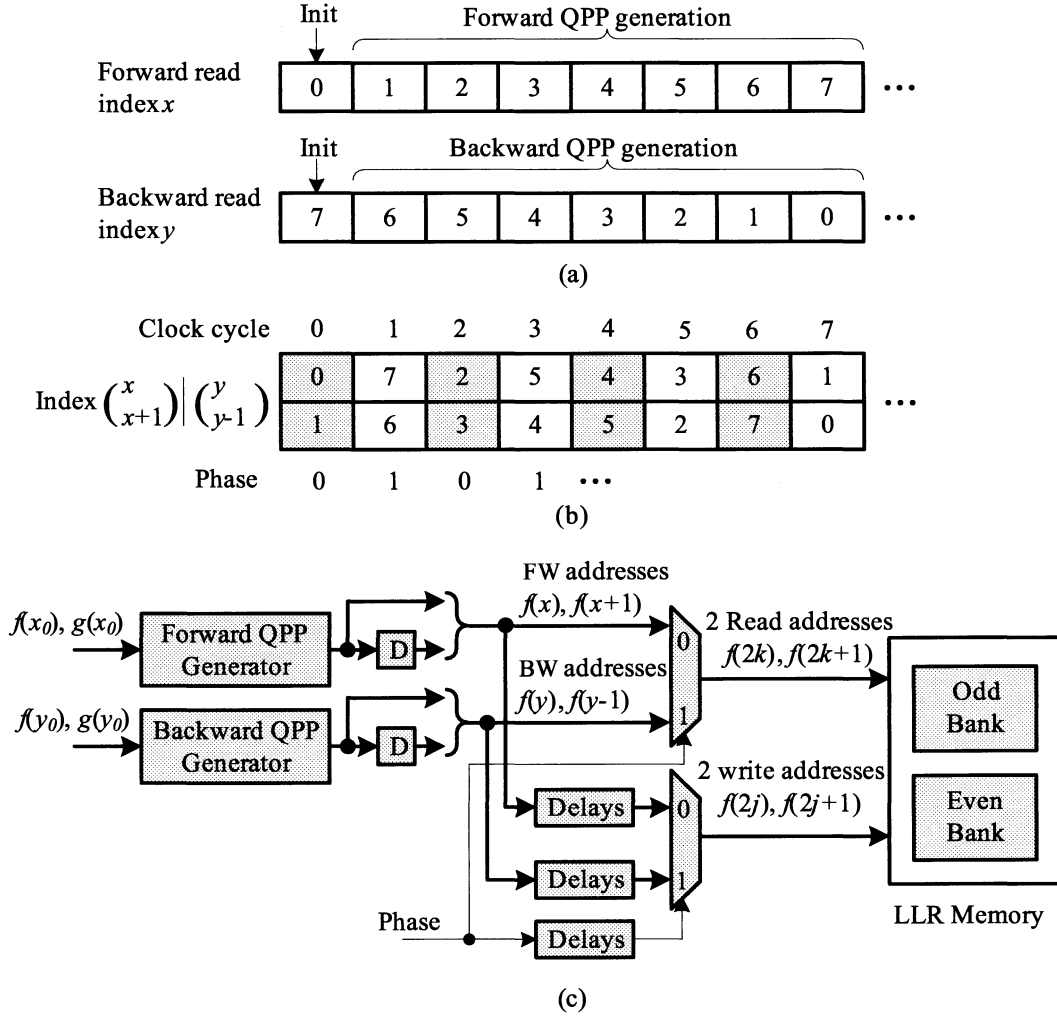 Init Forward QPP generation
Forward read
index x
0 1 2 3 4 5 6 7 •••
Init Backward QPP generation
Backward read
index y
7 6 5 4 3 2 1 0 •••
(a)
Clock cycle 0 1 2 3 4 5 6 7
0 7 2 5 4 3 6 1
Index (x x+1) | (y y-1) •••
1 6 3 4 5 2 7 0
Phase 0 1 0 1 •••
(b)
f(x0), g(x0)
Forward QPP
Generator
D
FW addresses
f(x), f(x+1)
f(y0), g(y0)
Backward QPP
Generator
D
BW addresses
f(y), f(y-1)
0
1
2 Read addresses
f(2k), f(2k+1)
Delays
Delays
Phase
Delays
0
1
2 write addresses
f(2j), f(2j+1)
Odd
Bank
Even
Bank
LLR Memory
(c)